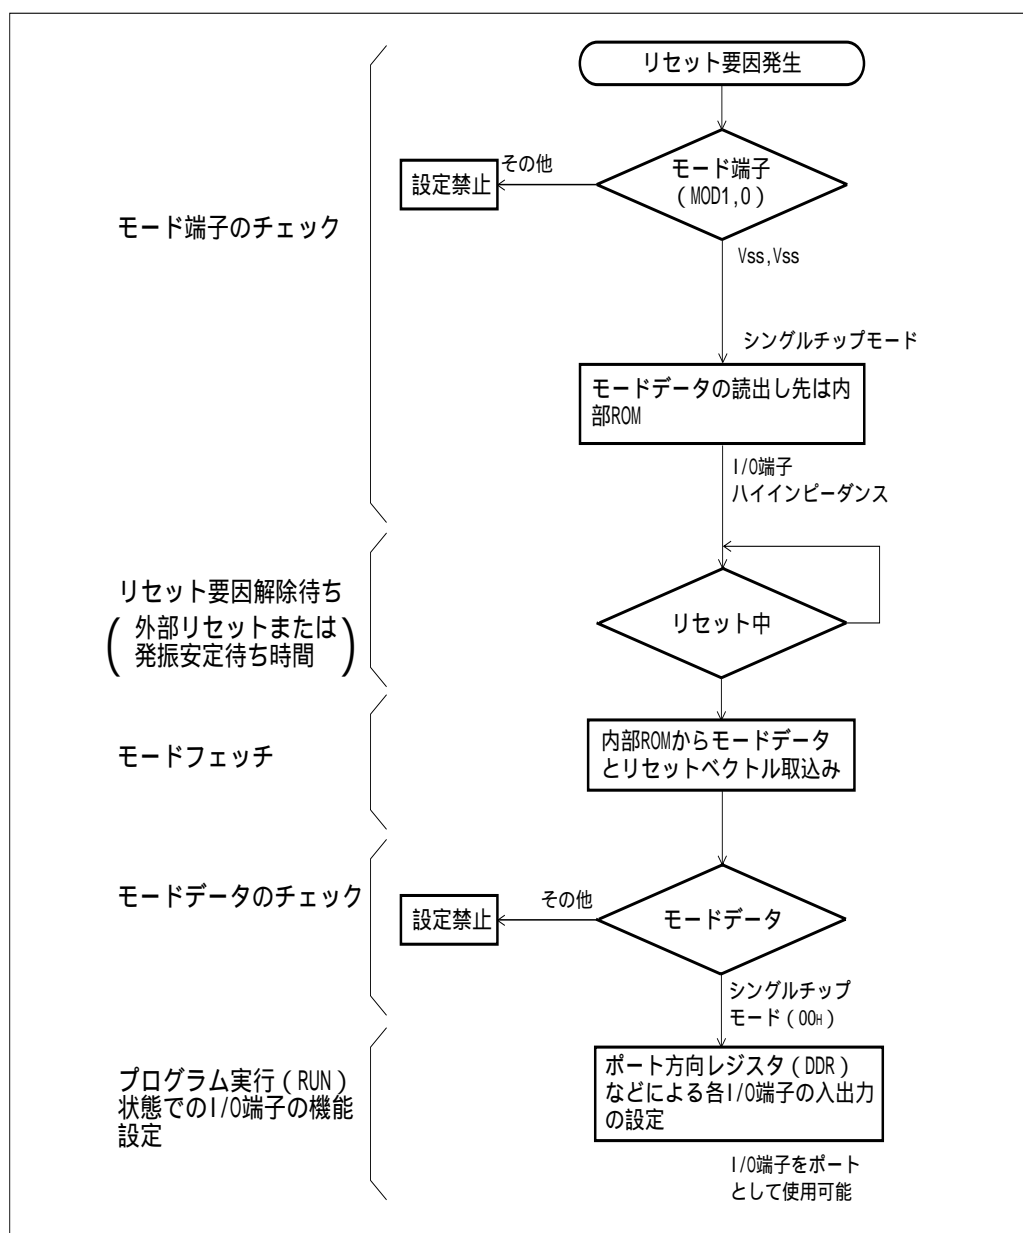 リセット要因発生
モード端子
(MOD1,0)
その他
設定禁止
モード端子のチェック
Vss,Vss
シングルチップモード
モードデータの読出し先は内
部ROM
I/O端子
ハイインピーダンス
リセット要因解除待ち
外部リセットまたは
発振安定待ち時間
リセット中
モードフェッチ
内部ROMからモードデータ
とリセットベクトル取込み
モードデータのチェック
その他
設定禁止
モードデータ
シングルチップ
モード(00H)
プログラム実行(RUN)
状態でのI/O端子の機能
設定
ポート方向レジスタ(DDR)
などによる各I/O端子の入出力
の設定
I/O端子をポート
として使用可能